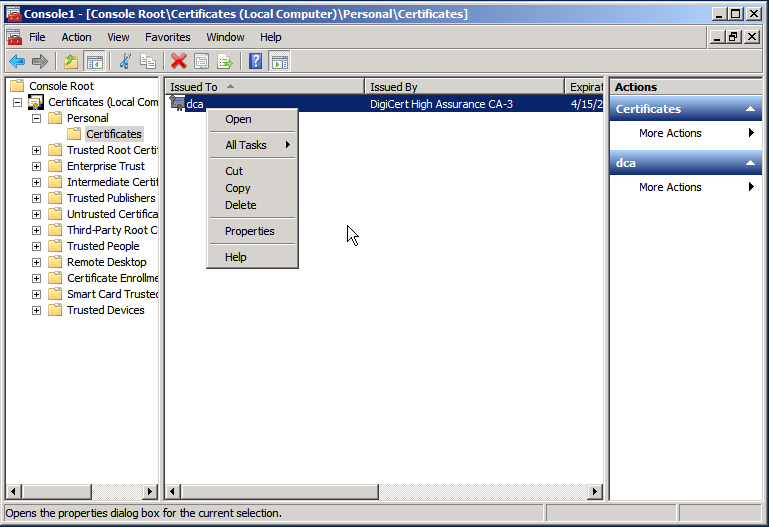 Console1 - [Console Root\Certificates (Local Computer)\Personal\Certificates]
File Action View Favorites Window Help
Console Root
Certificates (Local Com
Personal
Certificates
Trusted Root Certif
Enterprise Trust
Intermediate Certif
Trusted Publishers
Untrusted Certifica
Third-Party Root C
Trusted People
Remote Desktop
Certificate Enrollme
Smart Card Trusted
Trusted Devices
Issued To Issued By Expirat
dca DigiCert High Assurance CA-3 4/15/2
Open
All Tasks
Cut
Copy
Delete
Properties
Help
Actions
Certificates
More Actions
dca
More Actions
Opens the properties dialog box for the current selection.